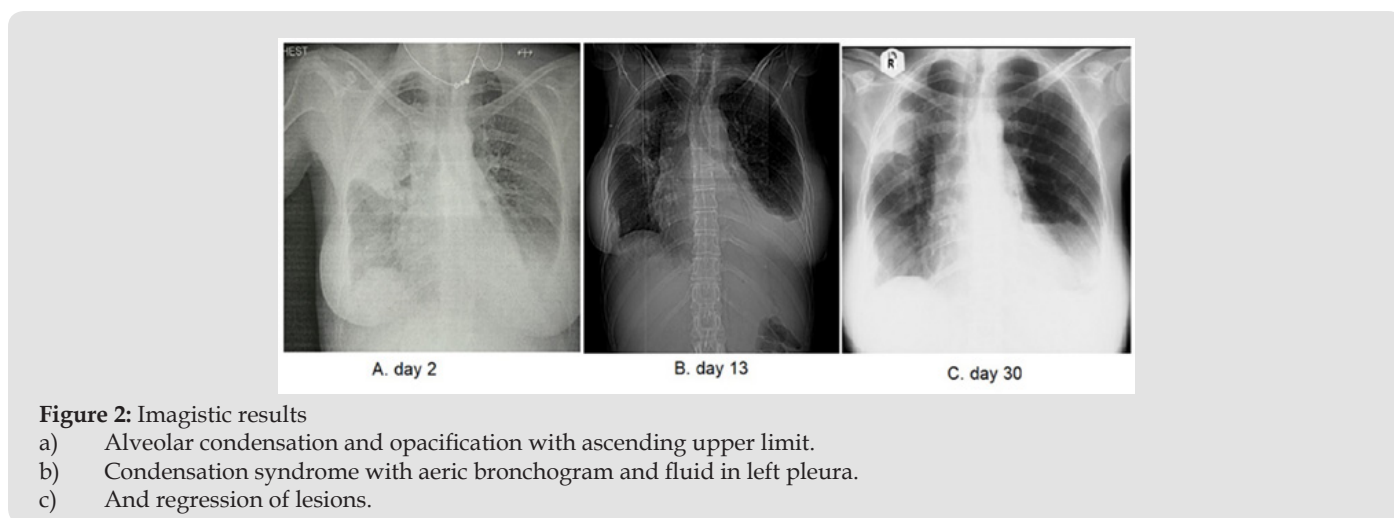 HEST
R
A. day 2
B. day 13
C. day 30
Figure 2: Imagistic results
a) Alveolar condensation and opacification with ascending upper limit.
b) Condensation syndrome with aeric bronchogram and fluid in left pleura.
c) And regression of lesions.